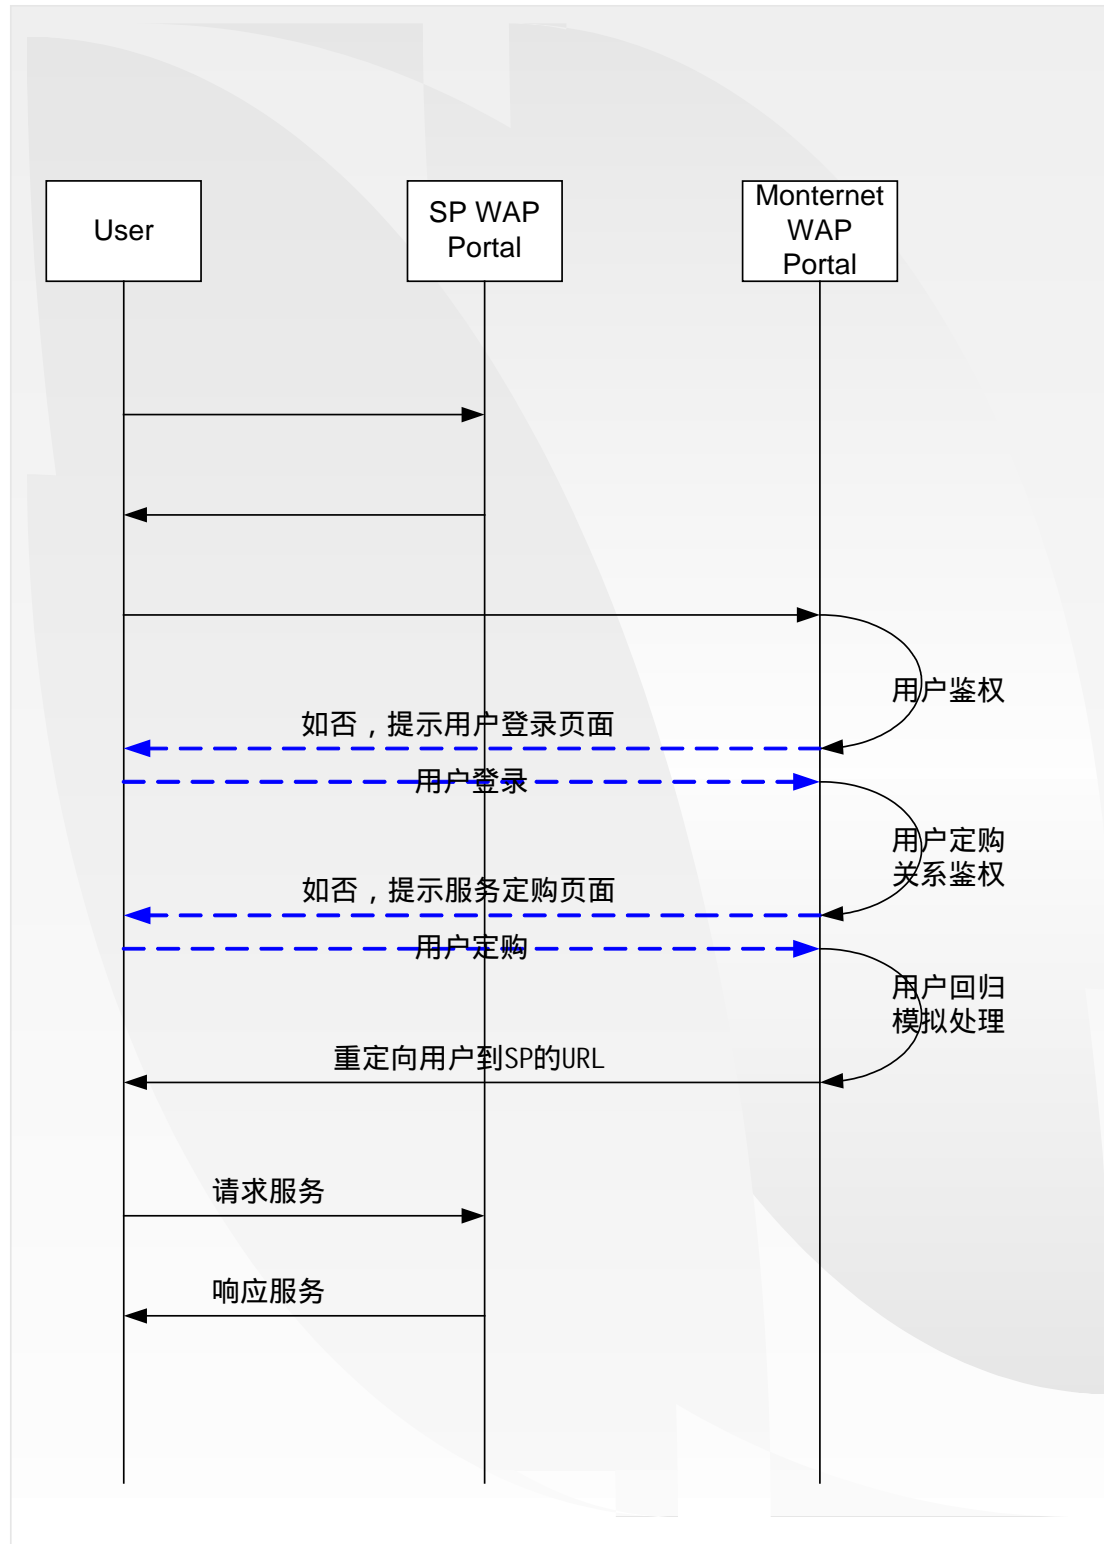 User
SP WAP
Portal
Monternet
WAP
Portal
用户鉴权
如否，提示用户登录页面
用户登录
用户定购
关系鉴权
如否，提示服务定购页面
用户定购
用户回归
模拟处理
重定向用户到SP的URL
请求服务
响应服务